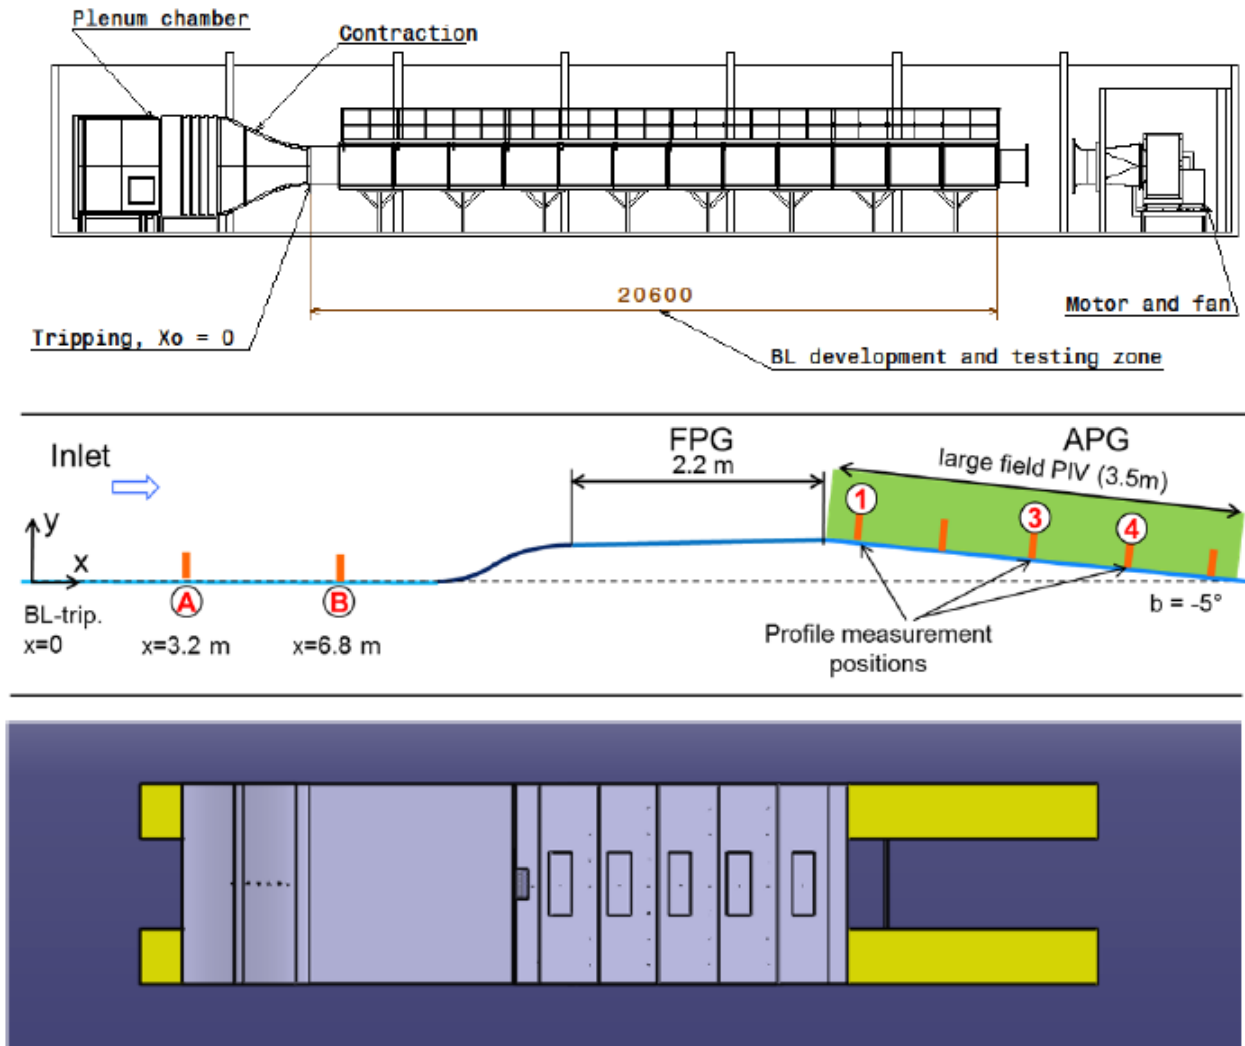 Plenum chamber
Contraction
20600
Motor and fan
Tripping, Xo = 0
BL development and testing zone
FPG
APG
Inlet
2.2 m
large field PIV (3.5m)
1
3
4
y
x
A
B
b = -5°
BL-trip.
x=0
x=3.2 m
x=6.8 m
Profile measurement
positions